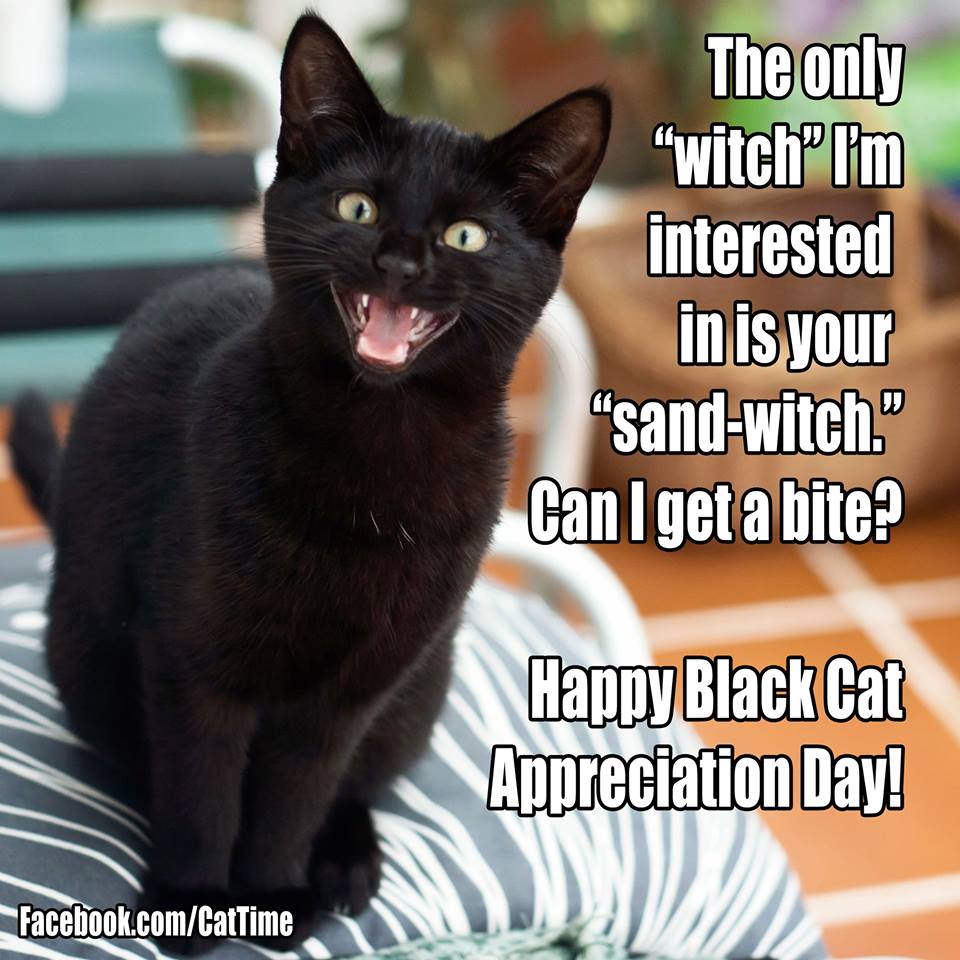 The only
“witch” I’m
interested
in is your
“sand-witch.”
Can I get a bite?
Happy Black Cat
Appreciation Day!
Facebook.com/CatTime